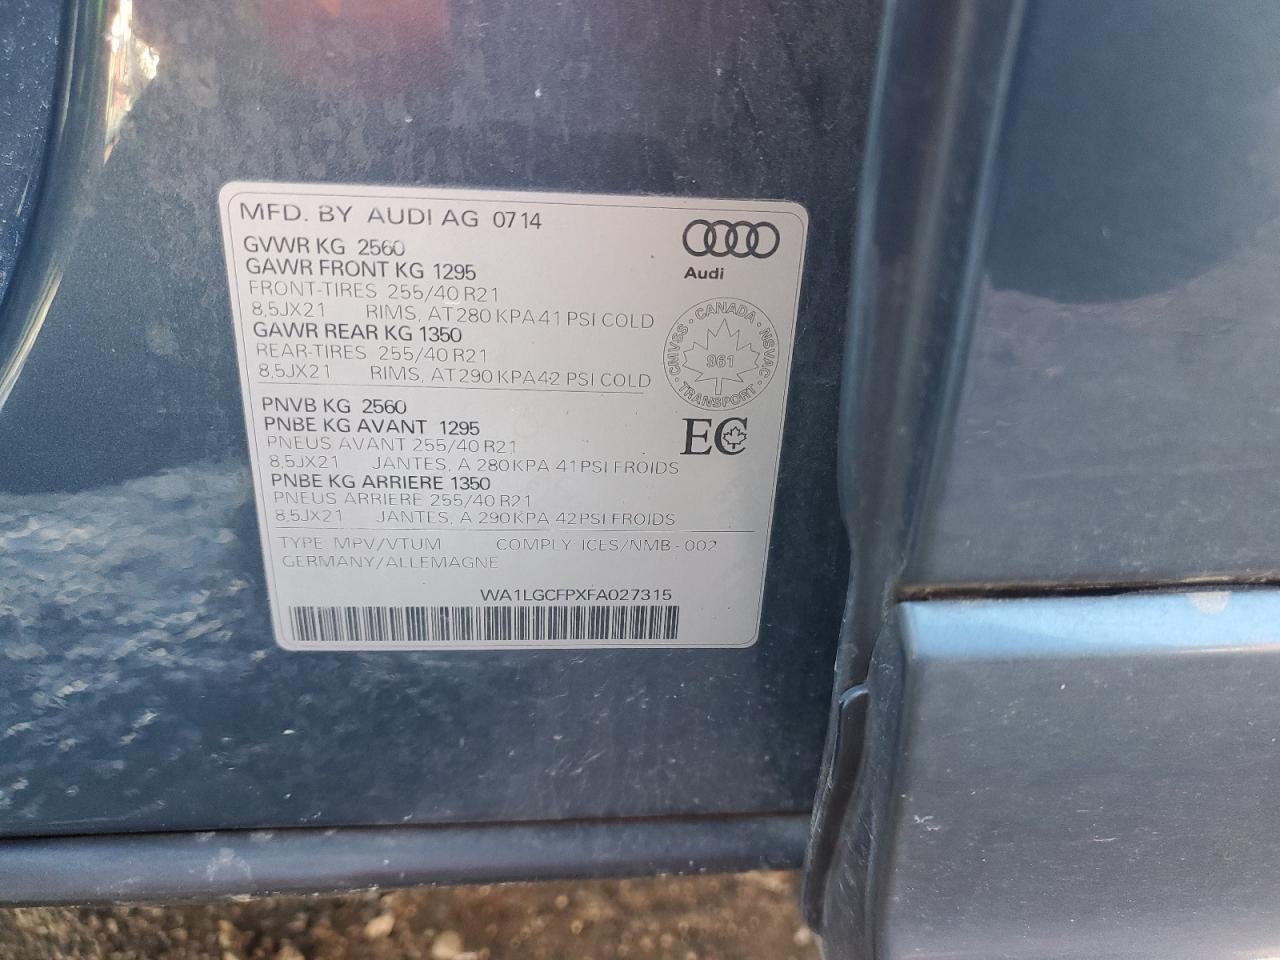 MFD. BY AUDI AG 07 14
GVWR KG 2560
GAWR FRONT KG 1295
FRONT-TIRES 255/40 R21
8,5JX21 RIMS, AT 280 KPA 41 PSI COLD
GAWR REAR KG 1350
REAR-TIRES 255/40 R21
8,5JX21 RIMS, AT 290 KPA 42 PSI COLD
PNVB KG 2560
PNBE KG AVANT 1295
PNEUS AVANT 255/40 R21
8,5JX21 JANTES, A 280 KPA 41 PSI FROIDS
PNBE KG ARRIERE 1350
PNEUS ARRIERE 255/40 R21
8,5JX21 JANTES, A 290 KPA 42 PSI FROIDS
TYPE: MPV/VTUM COMPLY: ICES/NMB-002
GERMANY/ALLEMAGNE
WA1LGCFPXFA027315
Audi
CMVSS · CANADA · NSVAC · TRANSPORT
961
EC